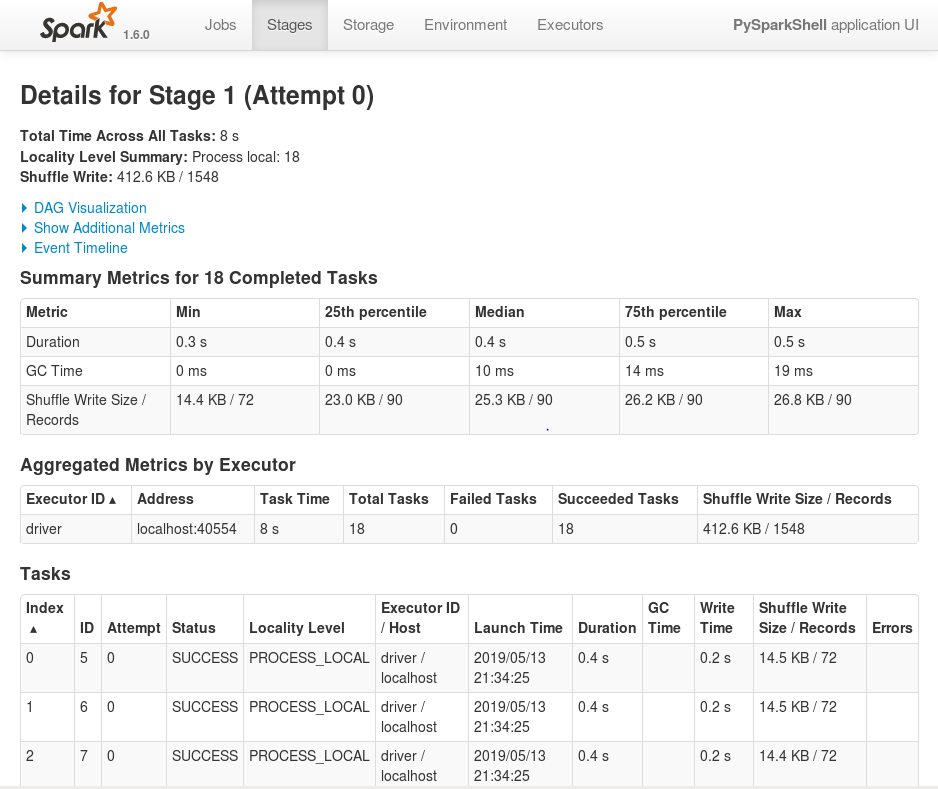 Spark 1.6.0 Jobs Stages Storage Environment Executors PySparkShell application UI
Details for Stage 1 (Attempt 0)
Total Time Across All Tasks: 8 s
Locality Level Summary: Process local: 18
Shuffle Write: 412.6 KB / 1548
DAG Visualization
Show Additional Metrics
Event Timeline
Summary Metrics for 18 Completed Tasks
Metric Min 25th percentile Median 75th percentile Max
Duration 0.3 s 0.4 s 0.4 s 0.5 s 0.5 s
GC Time 0 ms 0 ms 10 ms 14 ms 19 ms
Shuffle Write Size / 14.4 KB / 72 23.0 KB / 90 25.3 KB / 90 26.2 KB / 90 26.8 KB / 90
Records
Aggregated Metrics by Executor
Executor ID ▴ Address Task Time Total Tasks Failed Tasks Succeeded Tasks Shuffle Write Size / Records
driver localhost:40554 8 s 18 0 18 412.6 KB / 1548
Tasks
Index Executor ID GC Write Shuffle Write
▴ ID Attempt Status Locality Level / Host Launch Time Duration Time Time Size / Records Errors
0 5 0 SUCCESS PROCESS_LOCAL driver / 2019/05/13 0.4 s 0.2 s 14.5 KB / 72
localhost 21:34:25
1 6 0 SUCCESS PROCESS_LOCAL driver / 2019/05/13 0.4 s 0.2 s 14.5 KB / 72
localhost 21:34:25
2 7 0 SUCCESS PROCESS_LOCAL driver / 2019/05/13 0.4 s 0.2 s 14.4 KB / 72
localhost 21:34:25